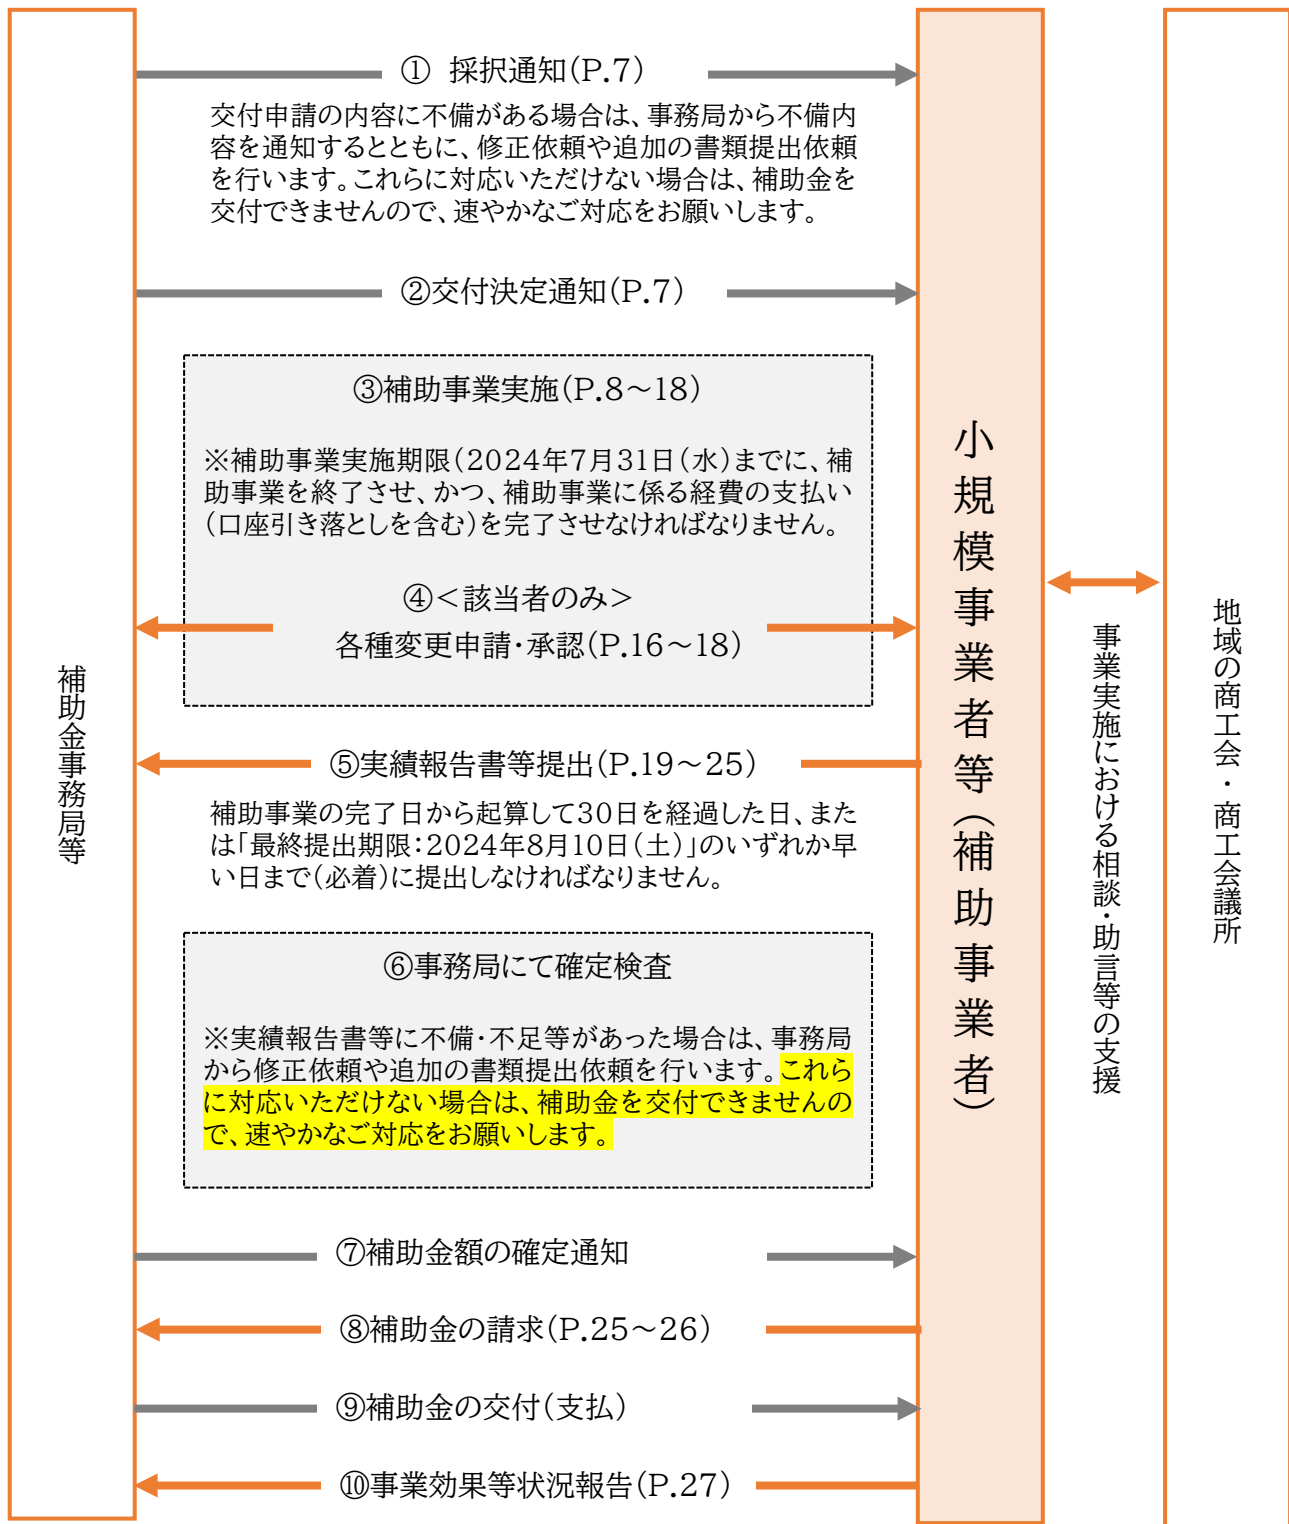 ① 採択通知(P.7)
交付申請の内容に不備がある場合は、事務局から不備内
容を通知するとともに、修正依頼や追加の書類提出依頼
を行います。これらに対応いただけない場合は、補助金を
交付できませんので、速やかなご対応をお願いします。
②交付決定通知(P.7)
③補助事業実施(P.8～18)
※補助事業実施期限(2024年7月31日(水)までに、補
助事業を終了させ、かつ、補助事業に係る経費の支払い
(口座引き落としを含む)を完了させなければなりません。
④＜該当者のみ＞
各種変更申請・承認(P.16～18)
⑤実績報告書等提出(P.19～25)
補助事業の完了日から起算して30日を経過した日、また
は「最終提出期限：2024年8月10日(土)」のいずれか早
い日まで(必着)に提出しなければなりません。
⑥事務局にて確定検査
※実績報告書等に不備・不足等があった場合は、事務局
から修正依頼や追加の書類提出依頼を行います。これら
に対応いただけない場合は、補助金を交付できませんの
で、速やかなご対応をお願いします。
⑦補助金額の確定通知
⑧補助金の請求(P.25～26)
⑨補助金の交付(支払)
⑩事業効果等状況報告(P.27)
補助金事務局等
小規模事業者等(補助事業者)
事業実施における相談・助言等の支援
地域の商工会・商工会議所